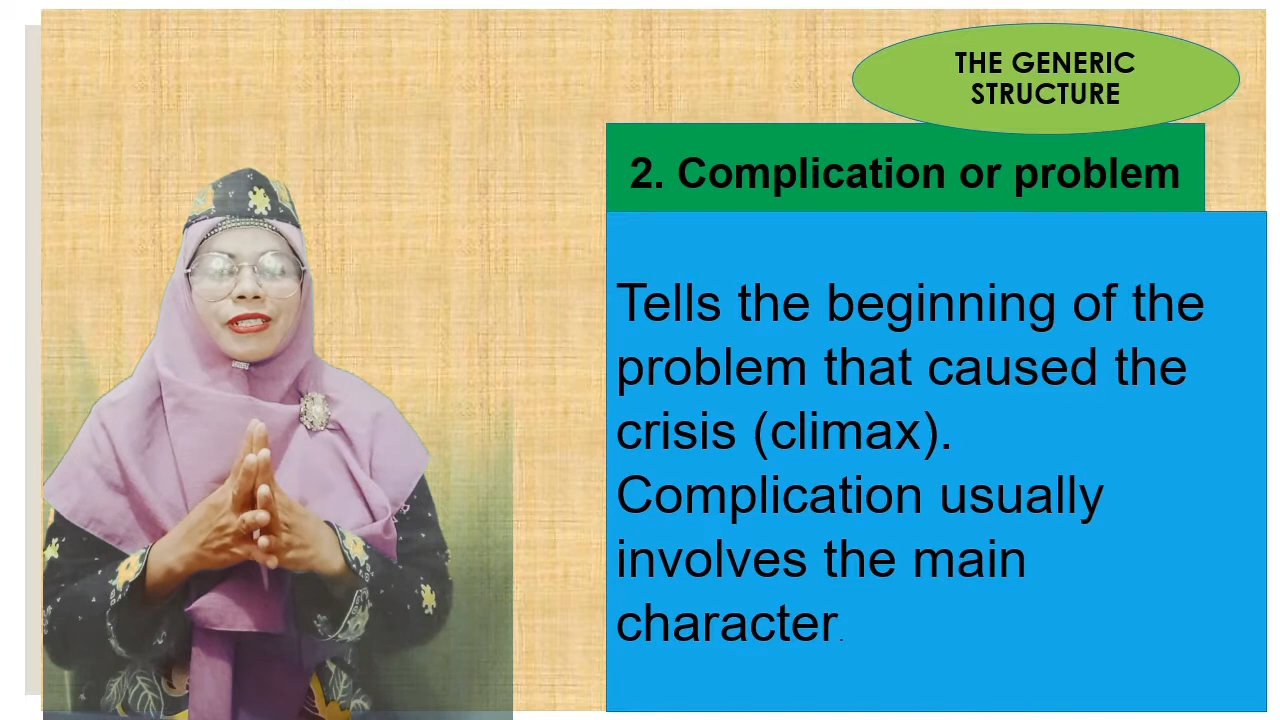 THE GENERIC
STRUCTURE
2. Complication or problem
Tells the beginning of the
problem that caused the
crisis (climax).
Complication usually
involves the main
character.